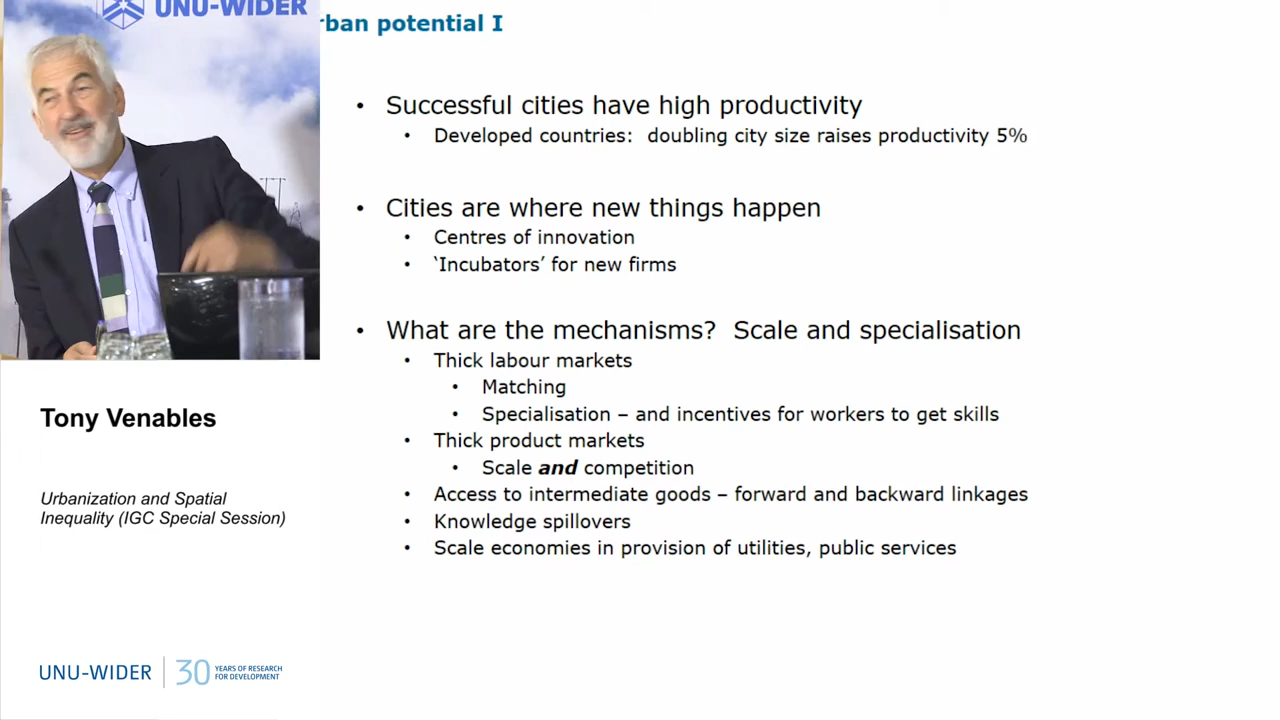 UNU-WIDER
rban potential I
• Successful cities have high productivity
• Developed countries: doubling city size raises productivity 5%
• Cities are where new things happen
• Centres of innovation
• ‘Incubators’ for new firms
• What are the mechanisms? Scale and specialisation
• Thick labour markets
• Matching
• Specialisation – and incentives for workers to get skills
• Thick product markets
• Scale and competition
• Access to intermediate goods – forward and backward linkages
• Knowledge spillovers
• Scale economies in provision of utilities, public services
Tony Venables
Urbanization and Spatial
Inequality (IGC Special Session)
UNU-WIDER
30 YEARS OF RESEARCH
FOR DEVELOPMENT